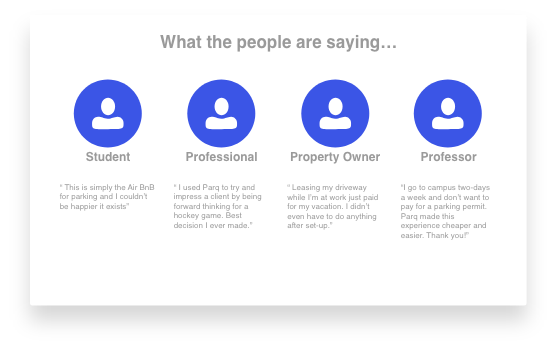 What the people are saying…
Student
Professional
Property Owner
Professor
“ This is simply the Air BnB
for parking and I couldn’t
be happier it exists”
“ I used Parq to try and
impress a client by being
forward thinking for a
hockey game. Best
decision I ever made.”
“ Leasing my driveway
while I’m at work just paid
for my vacation. I didn’t
even have to do anything
after set-up.”
“I go to campus two-days
a week and don’t want to
pay for a parking permit.
Parq made this
experience cheaper and
easier. Thank you!”